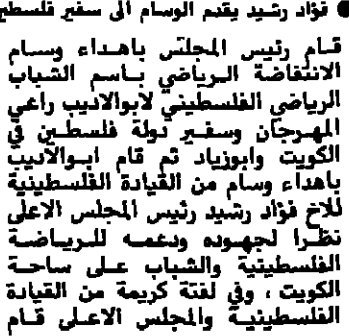 ● فؤاد رشيد يقدم الوسام الى سفير فلسطين
قام رئيس المجلس باهداء وسام
الانتفاضة الرياضي باسم الشباب
الرياضي الفلسطيني لابوالاديب راعي
المهرجان وسفير دولة فلسطين في
الكويت وابوزياد ثم قام ابوالاديب
باهداء وسام من القيادة الفلسطينية
للاخ فؤاد رشيد رئيس المجلس الاعلى
نظرا لجهوده ودعمه للرياضة
الفلسطينية والشباب على ساحة
الكويت ، وفي لفتة كريمة من القيادة
الفلسطينية والمجلس الاعلى قام